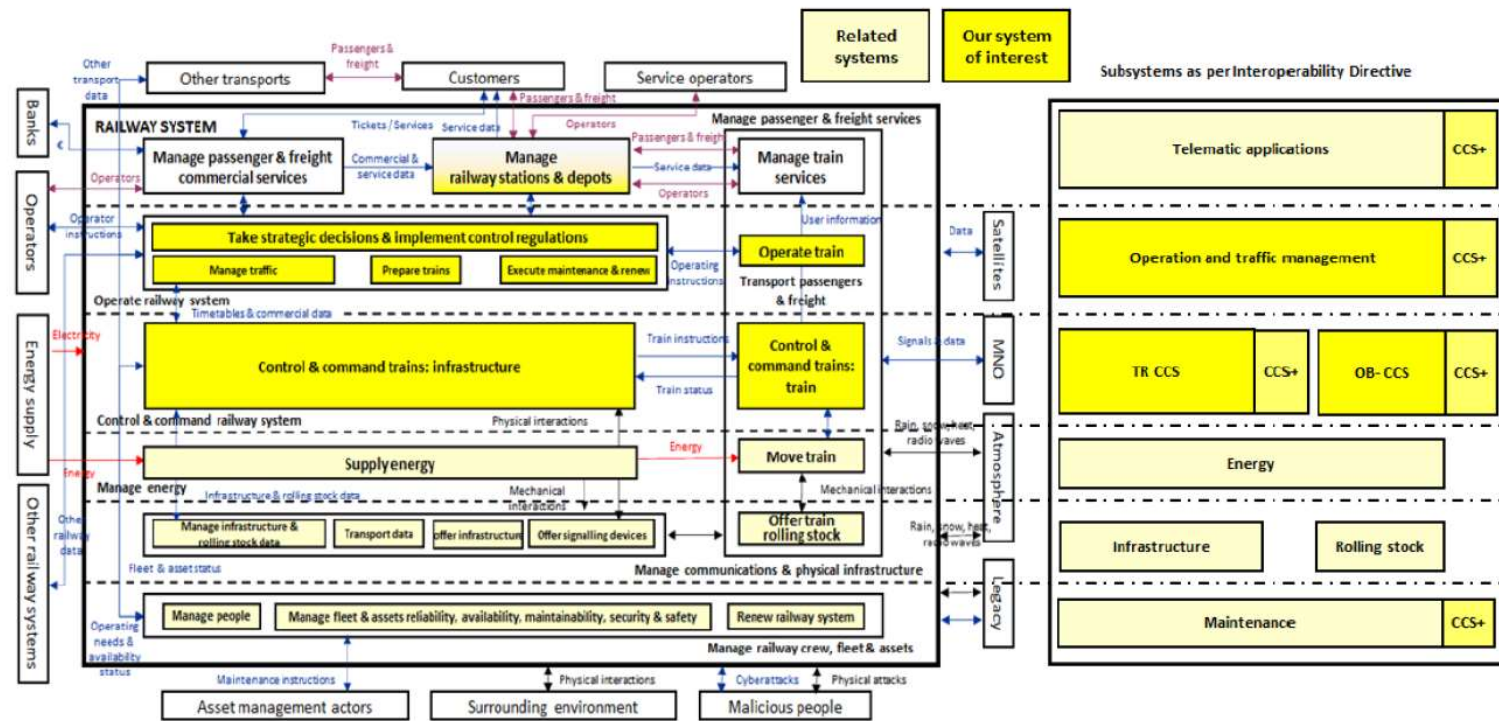 Related
systems
Our system
of interest
Subsystems as per Interoperability Directive
Other
transport
data
Other transports
Passengers &
freight
Customers
Service operators
Passengers & freight
Banks
€
RAILWAY SYSTEM
Tickets / Services
Service data
Operators
Manage passenger & freight services
Manage passenger & freight
commercial services
Commercial &
service data
Manage
railway stations & depots
Passengers & freigh
Service data
Operators
Manage train
services
Telematic applications
CCS+
Operators
Operators
Operator
instructions
Take strategic decisions & implement control regulations
Manage traffic
Prepare trains
Execute maintenance & renew
Operate railway system
Operating
instructions
User information
Operate train
Transport passengers
& freight
Data
Satellites
Operation and traffic management
CCS+
Timetables & commercial data
Energy supply
Electricity
Control & command trains: infrastructure
Train instructions
Train status
Control &
command trains:
train
Signals & data
MNO
TR CCS
CCS+
OB- CCS
CCS+
Control & command railway system
Physical interactions
Energy
Supply energy
Energy
Move train
Rain, snow, heat,
radio waves
Atmosphere
Energy
Manage energy
Infrastructure & rolling stock data
Mechanical
interactions
Mechanical interactions
Other railway systems
Other
railway data
Manage infrastructure &
rolling stock data
Transport data
offer infrastructure
Offer signalling devices
Offer train
rolling stock
Rain, snow, heat,
radio waves
Infrastructure
Rolling stock
Fleet & asset status
Manage communications & physical infrastructure
Manage people
Manage fleet & assets reliability, availability, maintainability, security & safety
Renew railway system
Legacy
Maintenance
CCS+
Operating
needs &
availability
status
Manage railway crew, fleet & assets
Maintenance instructions
Physical interactions
Cyberattacks
Physical attacks
Asset management actors
Surrounding environment
Malicious people